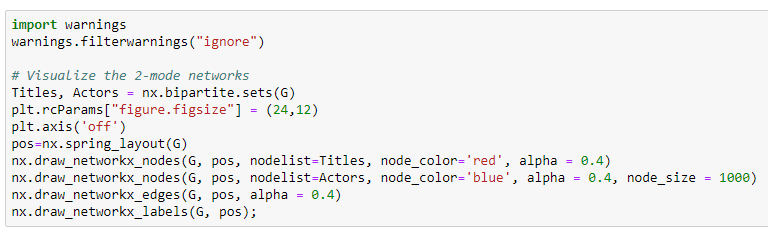 import warnings
warnings.filterwarnings("ignore")
# Visualize the 2-mode networks
Titles, Actors = nx.bipartite.sets(G)
plt.rcParams["figure.figsize"] = (24,12)
plt.axis('off')
pos=nx.spring_layout(G)
nx.draw_networkx_nodes(G, pos, nodelist=Titles, node_color='red', alpha = 0.4)
nx.draw_networkx_nodes(G, pos, nodelist=Actors, node_color='blue', alpha = 0.4, node_size = 1000)
nx.draw_networkx_edges(G, pos, alpha = 0.4)
nx.draw_networkx_labels(G, pos);